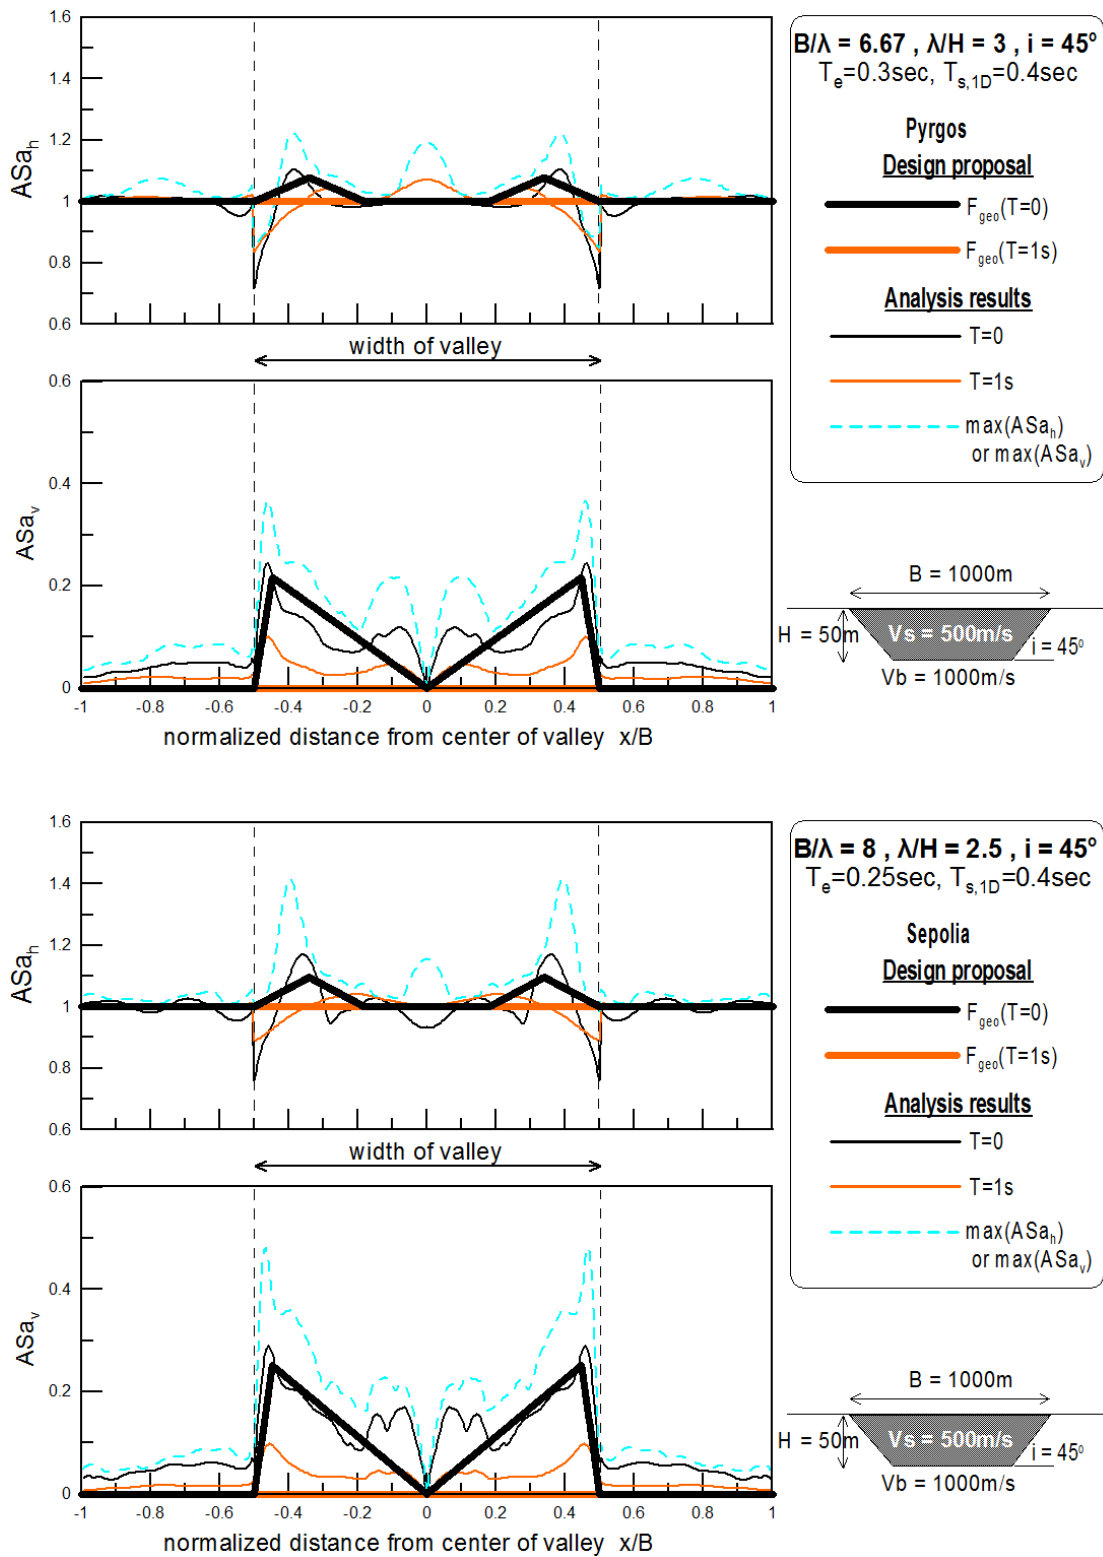 1.6
1.4
1.2
1
0.8
0.6
ASa_h
width of valley
0.6
0.4
0.2
0
ASa_v
-1 -0.8 -0.6 -0.4 -0.2 0 0.2 0.4 0.6 0.8 1
normalized distance from center of valley x/B
B/λ = 6.67 , λ/H = 3 , i = 45°
T_e=0.3sec, T_s,1D=0.4sec
Pyrgos
Design proposal
F_geo(T=0)
F_geo(T=1s)
Analysis results
T=0
T=1s
max(ASa_h)
or max(ASa_v)
B = 1000m
H = 50m
Vs = 500m/s
i = 45°
Vb = 1000m/s
1.6
1.4
1.2
1
0.8
0.6
ASa_h
width of valley
0.6
0.4
0.2
0
ASa_v
-1 -0.8 -0.6 -0.4 -0.2 0 0.2 0.4 0.6 0.8 1
normalized distance from center of valley x/B
B/λ = 8 , λ/H = 2.5 , i = 45°
T_e=0.25sec, T_s,1D=0.4sec
Sepolia
Design proposal
F_geo(T=0)
F_geo(T=1s)
Analysis results
T=0
T=1s
max(ASa_h)
or max(ASa_v)
B = 1000m
H = 50m
Vs = 500m/s
i = 45°
Vb = 1000m/s